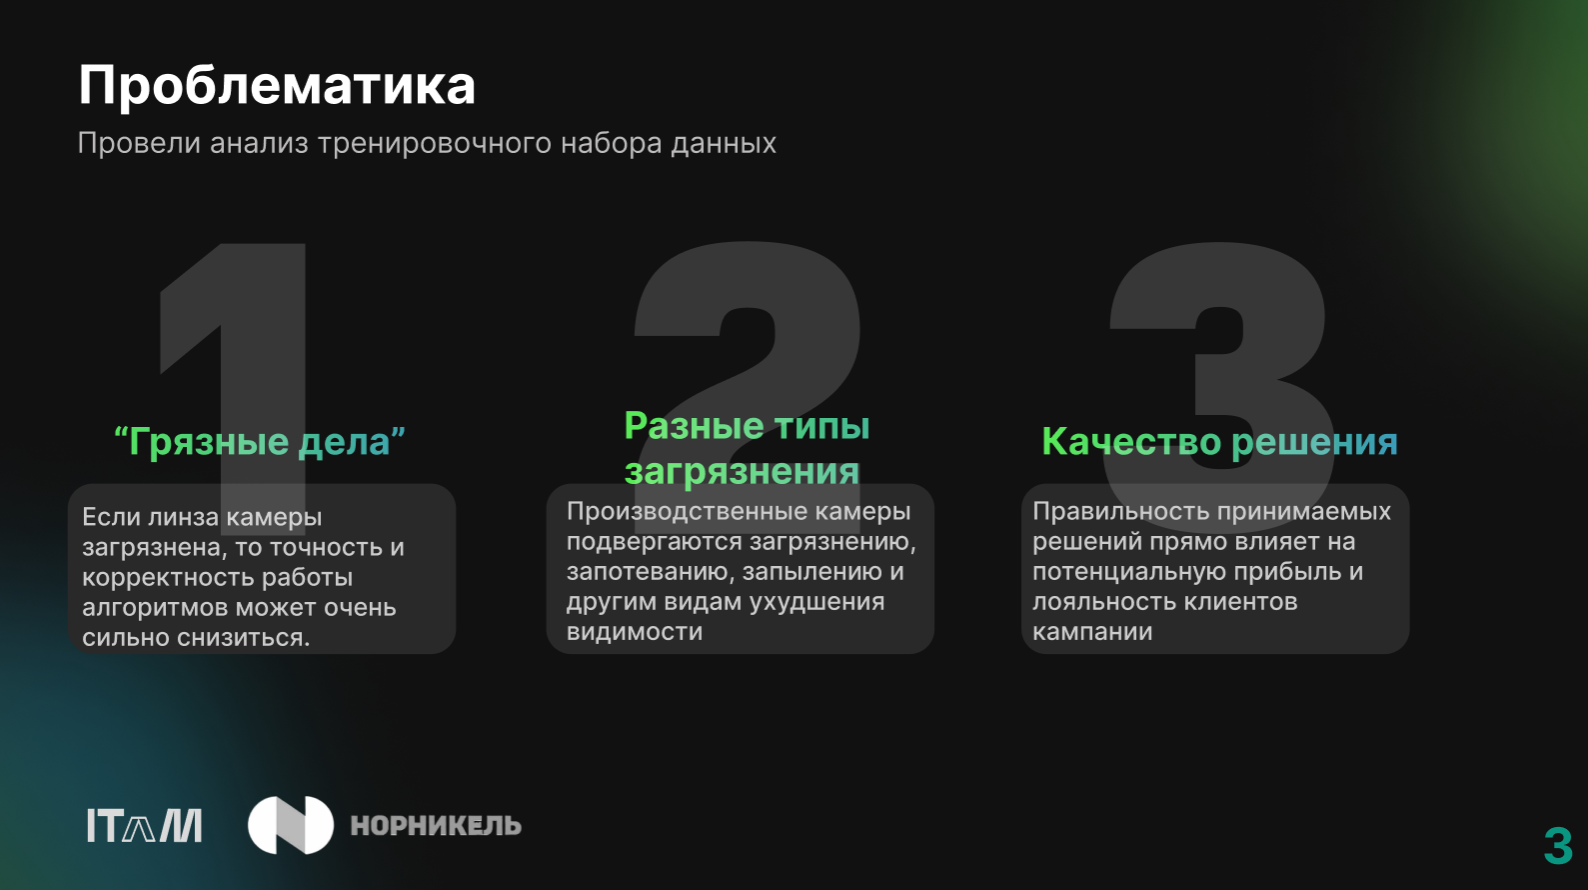 Проблематика
Провели анализ тренировочного набора данных
1
“Грязные дела”
Если линза камеры
загрязнена, то точность и
корректность работы
алгоритмов может очень
сильно снизиться.
2
Разные типы
загрязнения
Производственные камеры
подвергаются загрязнению,
запотеванию, запылению и
другим видам ухудшения
видимости
3
Качество решения
Правильность принимаемых
решений прямо влияет на
потенциальную прибыль и
лояльность клиентов
кампании
ITAM
НОРНИКЕЛЬ
3